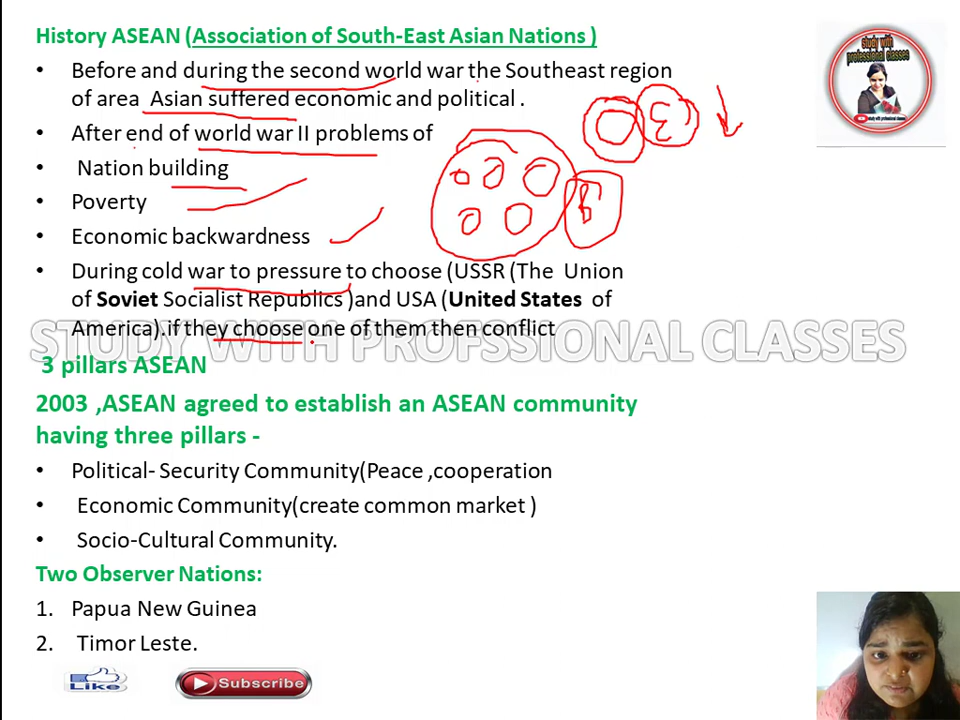 History ASEAN (Association of South-East Asian Nations )
Study with
professional classes
• Before and during the second world war the Southeast region
of area Asian suffered economic and political .
• After end of world war II problems of
• Nation building
• Poverty
• Economic backwardness
• During cold war to pressure to choose (USSR (The Union
of Soviet Socialist Republics )and USA (United States of
America).if they choose one of them then conflict
STUDY WITH PROFSSIONAL CLASSES
3 pillars ASEAN
2003 ,ASEAN agreed to establish an ASEAN community
having three pillars -
• Political- Security Community(Peace ,cooperation
• Economic Community(create common market )
• Socio-Cultural Community.
Two Observer Nations:
1. Papua New Guinea
2. Timor Leste.
Like
Subscribe